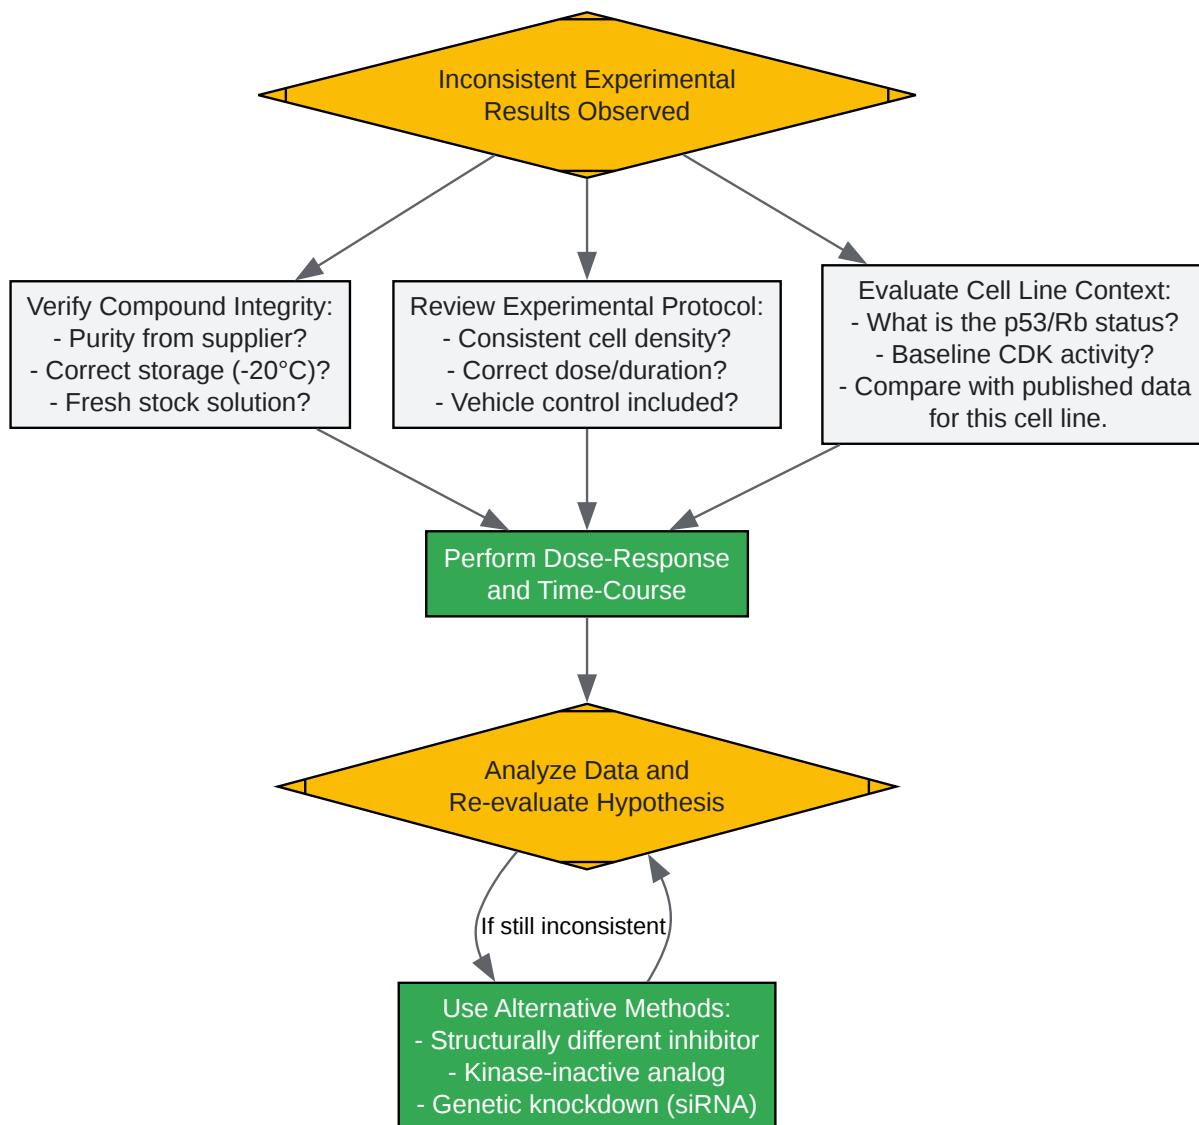 Inconsistent Experimental
Results Observed
Verify Compound Integrity:
- Purity from supplier?
- Correct storage (-20°C)?
- Fresh stock solution?
Review Experimental Protocol:
- Consistent cell density?
- Correct dose/duration?
- Vehicle control included?
Evaluate Cell Line Context:
- What is the p53/Rb status?
- Baseline CDK activity?
- Compare with published data
for this cell line.
Perform Dose-Response
and Time-Course
Analyze Data and
Re-evaluate Hypothesis
If still inconsistent
Use Alternative Methods:
- Structurally different inhibitor
- Kinase-inactive analog
- Genetic knockdown (siRNA)